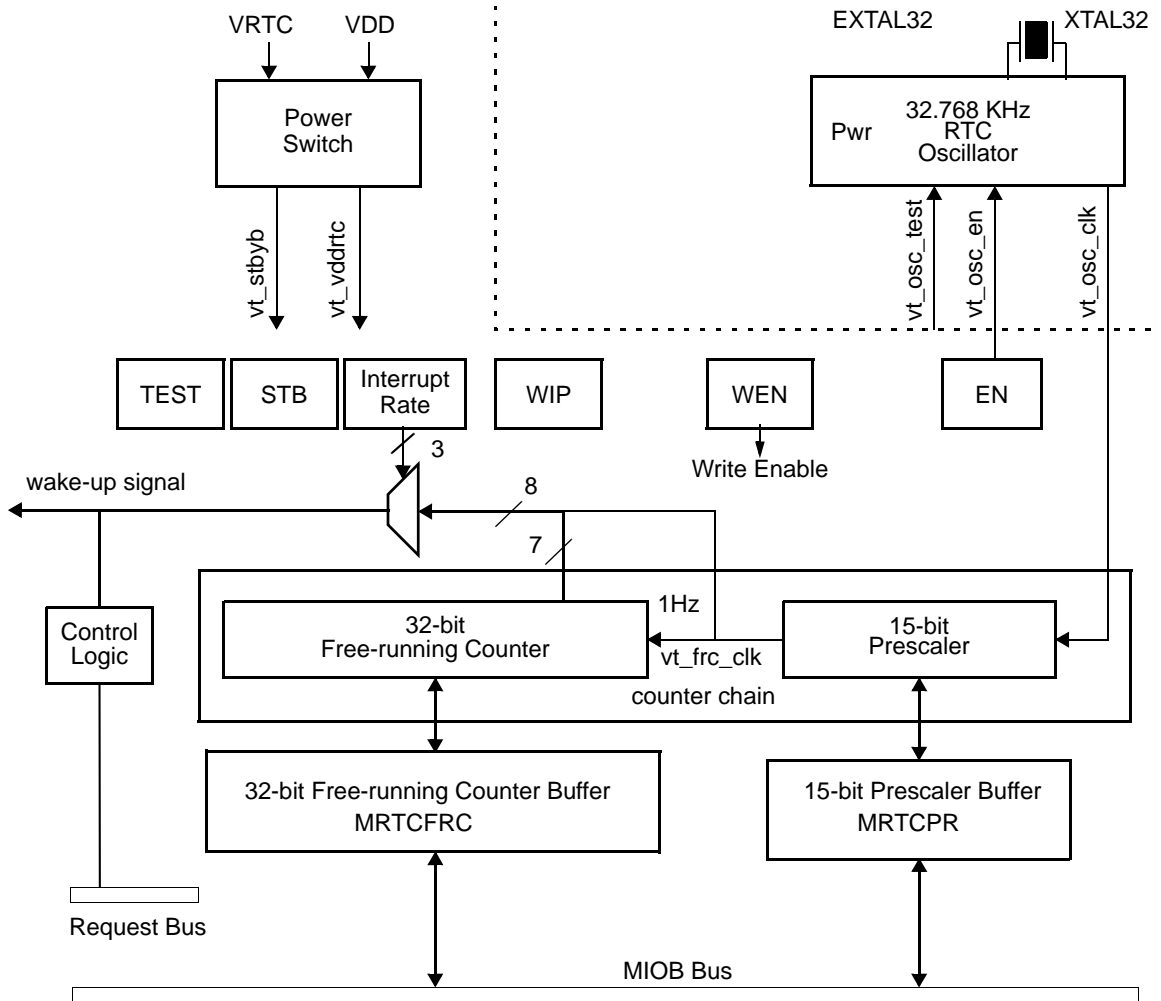 VRTC VDD
EXTAL32 XTAL32
Power
Switch
Pwr
32.768 KHz
RTC
Oscillator
vt_stbyb
vt_vddrtc
vt_osc_test
vt_osc_en
vt_osc_clk
TEST
STB
Interrupt
Rate
WIP
WEN
EN
3
Write Enable
wake-up signal
8
7
Control
Logic
32-bit
Free-running Counter
1Hz
vt_frc_clk
15-bit
Prescaler
counter chain
32-bit Free-running Counter Buffer
MRTCFRC
15-bit Prescaler Buffer
MRTCPR
Request Bus
MIOB Bus